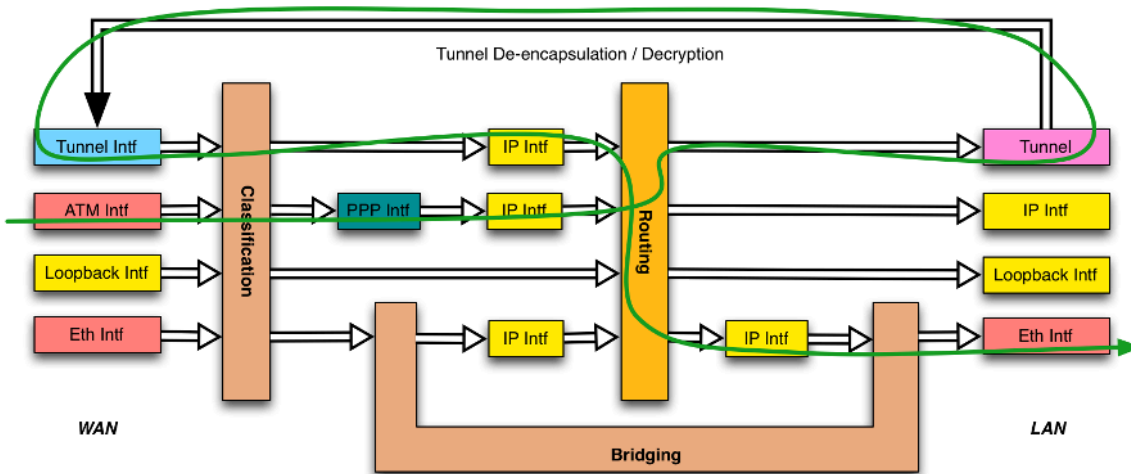 Tunnel De-encapsulation / Decryption
Tunnel Intf
IP Intf
Tunnel
ATM Intf
PPP Intf
IP Intf
IP Intf
Classification
Routing
Loopback Intf
Loopback Intf
Eth Intf
IP Intf
IP Intf
Eth Intf
WAN
LAN
Bridging